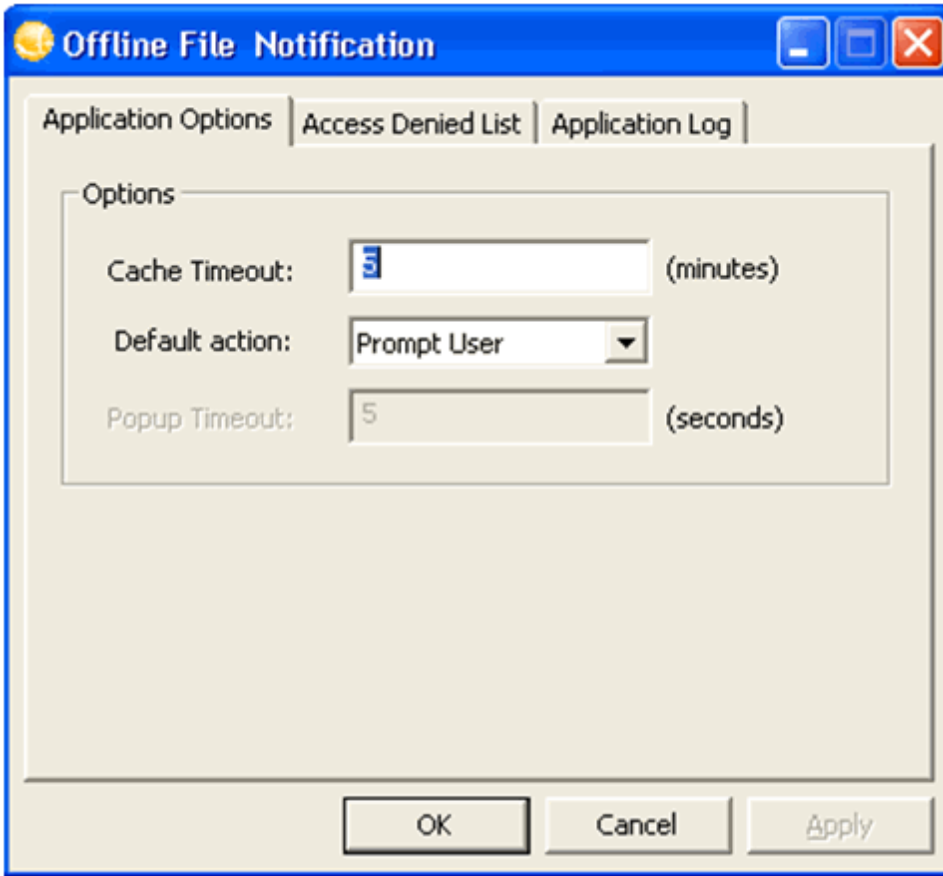 Offline File Notification
Application Options Access Denied List Application Log
Options
Cache Timeout: 5 (minutes)
Default action: Prompt User
Popup Timeout: 5 (seconds)
OK Cancel Apply